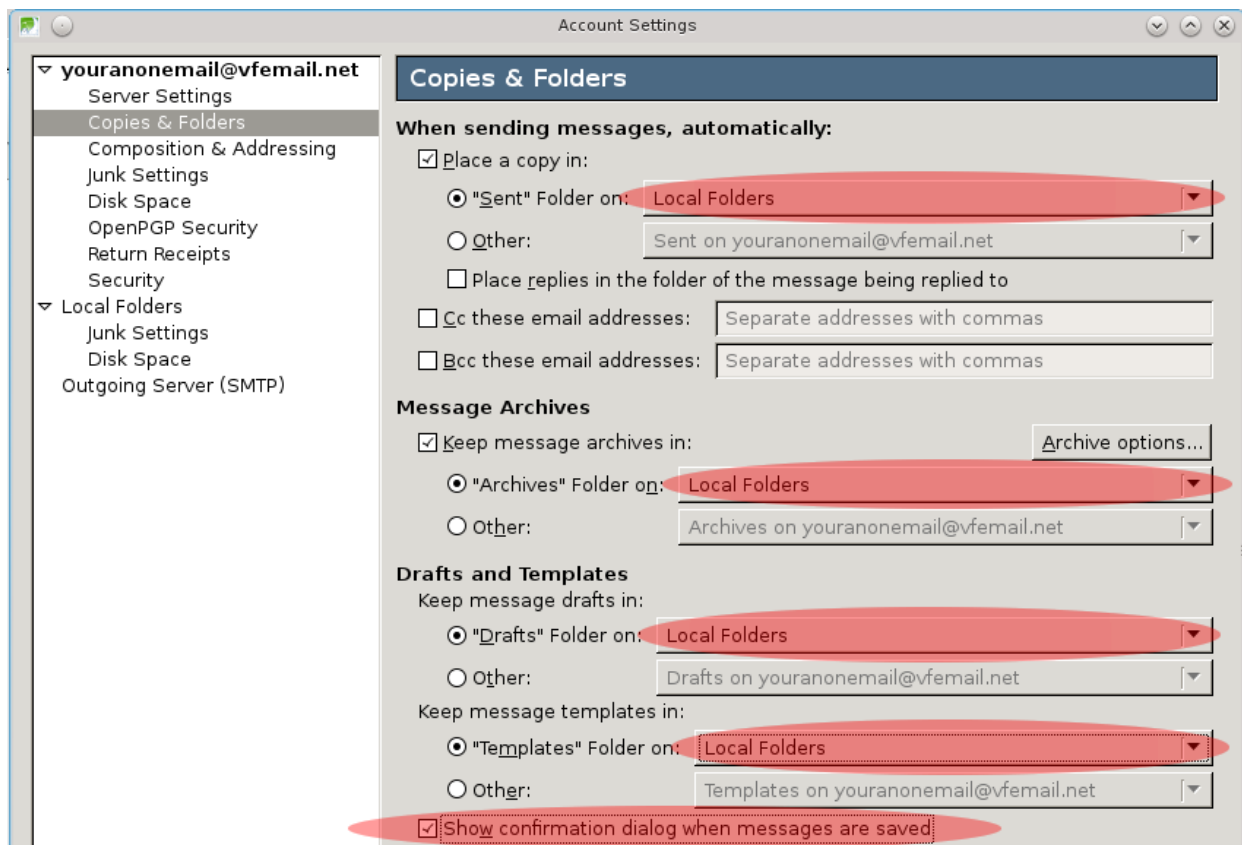 Account Settings
youranonemail@vfemail.net
Server Settings
Copies & Folders
Composition & Addressing
Junk Settings
Disk Space
OpenPGP Security
Return Receipts
Security
Local Folders
Junk Settings
Disk Space
Outgoing Server (SMTP)
Copies & Folders
When sending messages, automatically:
Place a copy in:
"Sent" Folder on: Local Folders
Other: Sent on youranonemail@vfemail.net
Place replies in the folder of the message being replied to
Cc these email addresses: Separate addresses with commas
Bcc these email addresses: Separate addresses with commas
Message Archives
Keep message archives in: Archive options...
"Archives" Folder on: Local Folders
Other: Archives on youranonemail@vfemail.net
Drafts and Templates
Keep message drafts in:
"Drafts" Folder on: Local Folders
Other: Drafts on youranonemail@vfemail.net
Keep message templates in:
"Templates" Folder on: Local Folders
Other: Templates on youranonemail@vfemail.net
Show confirmation dialog when messages are saved